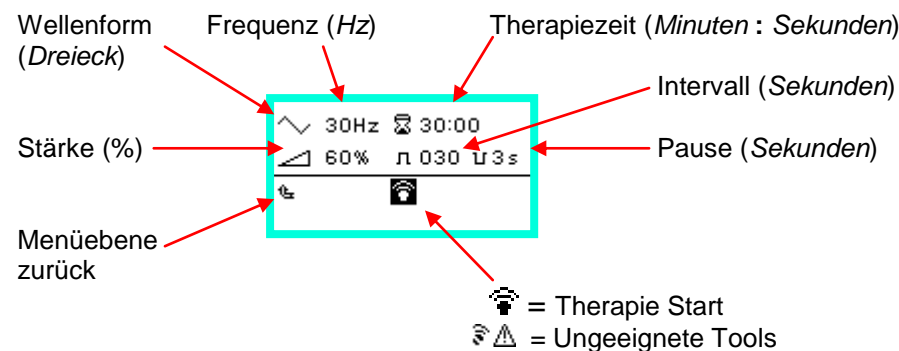 Wellenform Frequenz (Hz) Therapiezeit (Minuten : Sekunden)
(Dreieck)
Intervall (Sekunden)
30Hz 30:00
Stärke (%) 60% 030 3s Pause (Sekunden)
Menüebene
zurück
= Therapie Start
= Ungeeignete Tools